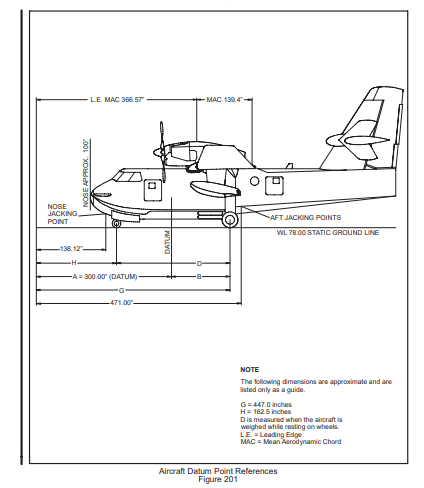 L.E. MAC 366.57"
MAC 139.4"
NOSE APPROX. 100"
NOSE
JACKING
POINT
AFT JACKING POINTS
DATUM
WL 78.00 STATIC GROUND LINE
138.12"
H
D
A = 300.00" (DATUM)
B
G
471.00"
NOTE
The following dimensions are approximate and are
listed only as a guide.
G = 447.0 inches
H = 162.5 inches
D is measured when the aircraft is
weighed while resting on wheels.
L.E. = Leading Edge
MAC = Mean Aerodynamic Chord
Aircraft Datum Point References
Figure 201